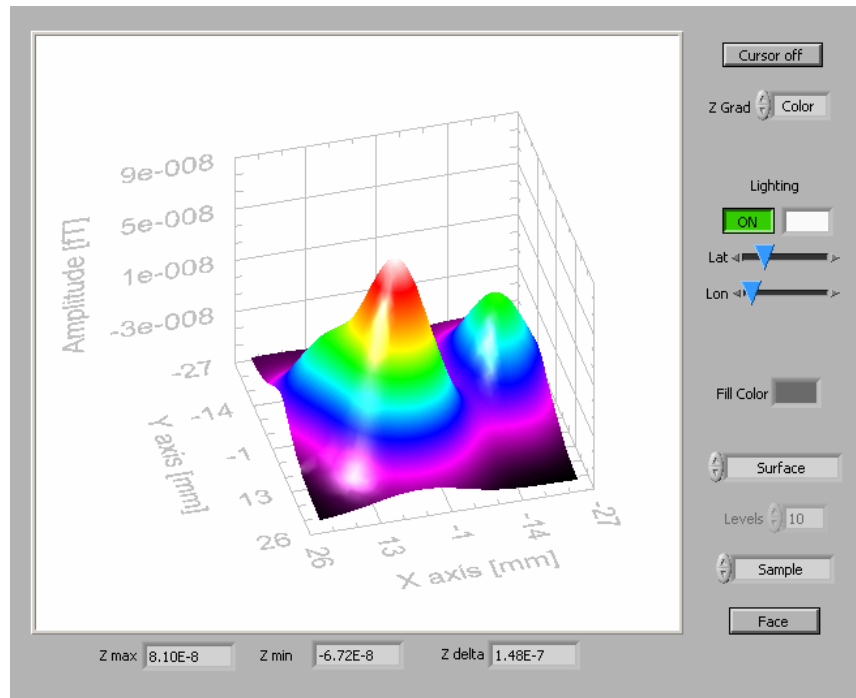 Cursor off
Z Grad Color
Lighting
ON
Lat
Lon
Fill Color
Surface
Levels 10
Sample
Face
Amplitude [fT]
9e-008
5e-008
1e-008
-3e-008
Y axis [mm]
-27
-14
-1
13
26
X axis [mm]
26
13
-1
-14
-27
Z max 8.10E-8 Z min -6.72E-8 Z delta 1.48E-7